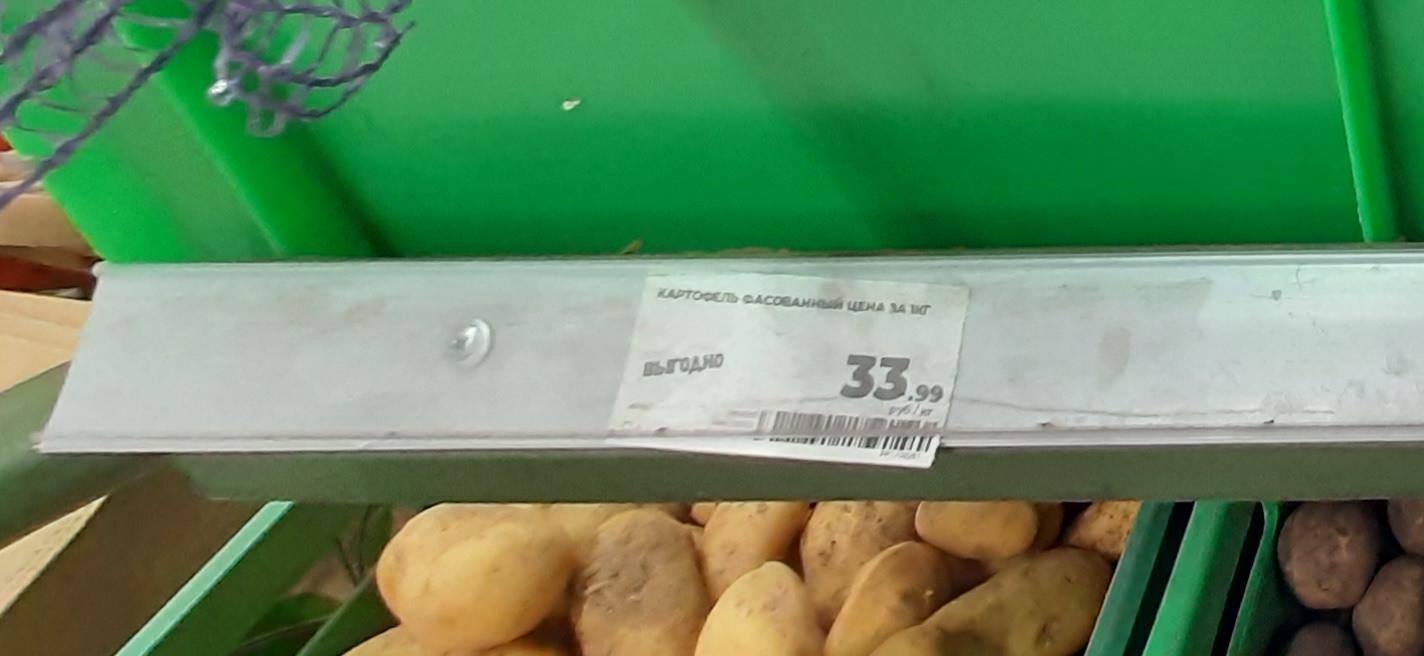 КАРТОФЕЛЬ ФАСОВАННЫЙ ЦЕНА ЗА 1КГ
ВЫГОДНО
33.99
руб/кг